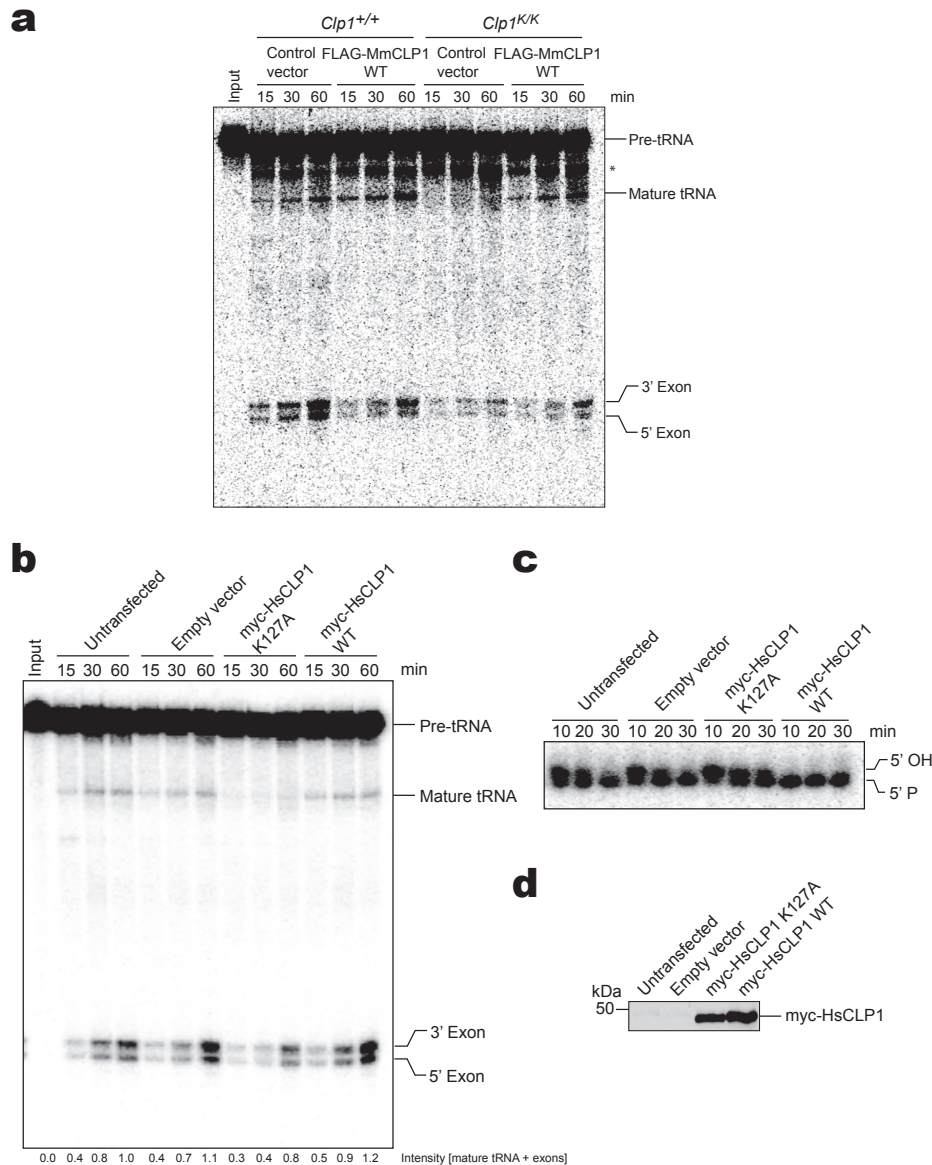 a
Clp1+/+ Clp1K/K
Control vector FLAG-MmCLP1 WT Control vector FLAG-MmCLP1 WT
Input 15 30 60 15 30 60 15 30 60 15 30 60 min
Pre-tRNA
*
Mature tRNA
3’ Exon
5’ Exon
b
Input Untransfected Empty vector myc-HsCLP1 K127A myc-HsCLP1 WT
15 30 60 15 30 60 15 30 60 15 30 60 min
Pre-tRNA
Mature tRNA
3’ Exon
5’ Exon
0.0 0.4 0.8 1.0 0.4 0.7 1.1 0.3 0.4 0.8 0.5 0.9 1.2 Intensity [mature tRNA + exons]
c
Untransfected Empty vector myc-HsCLP1 K127A myc-HsCLP1 WT
10 20 30 10 20 30 10 20 30 10 20 30 min
5’ OH
5’ P
d
Untransfected Empty vector myc-HsCLP1 K127A myc-HsCLP1 WT
kDa
50
myc-HsCLP1